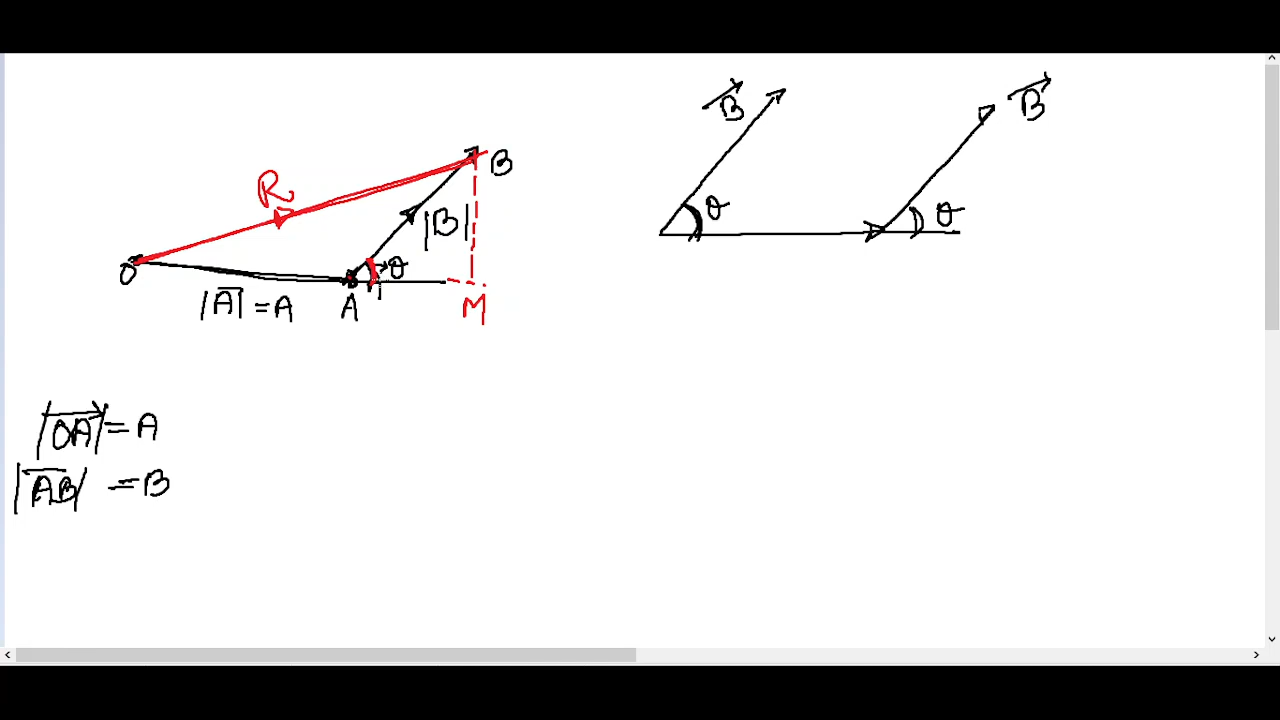 R
O
|A| = A
A
|B|
B
θ
M
B
θ
B
θ
|OA| = A
|AB| = B